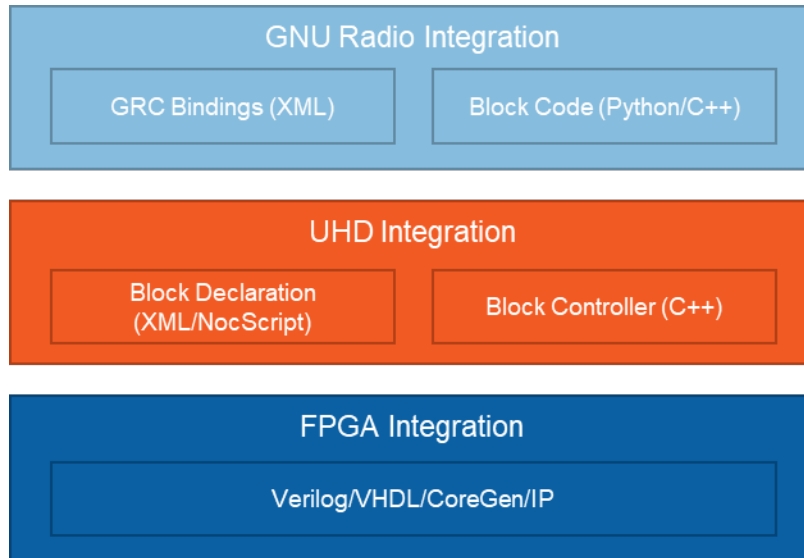 GNU Radio Integration
GRC Bindings (XML)
Block Code (Python/C++)
UHD Integration
Block Declaration
(XML/NocScript)
Block Controller (C++)
FPGA Integration
Verilog/VHDL/CoreGen/IP